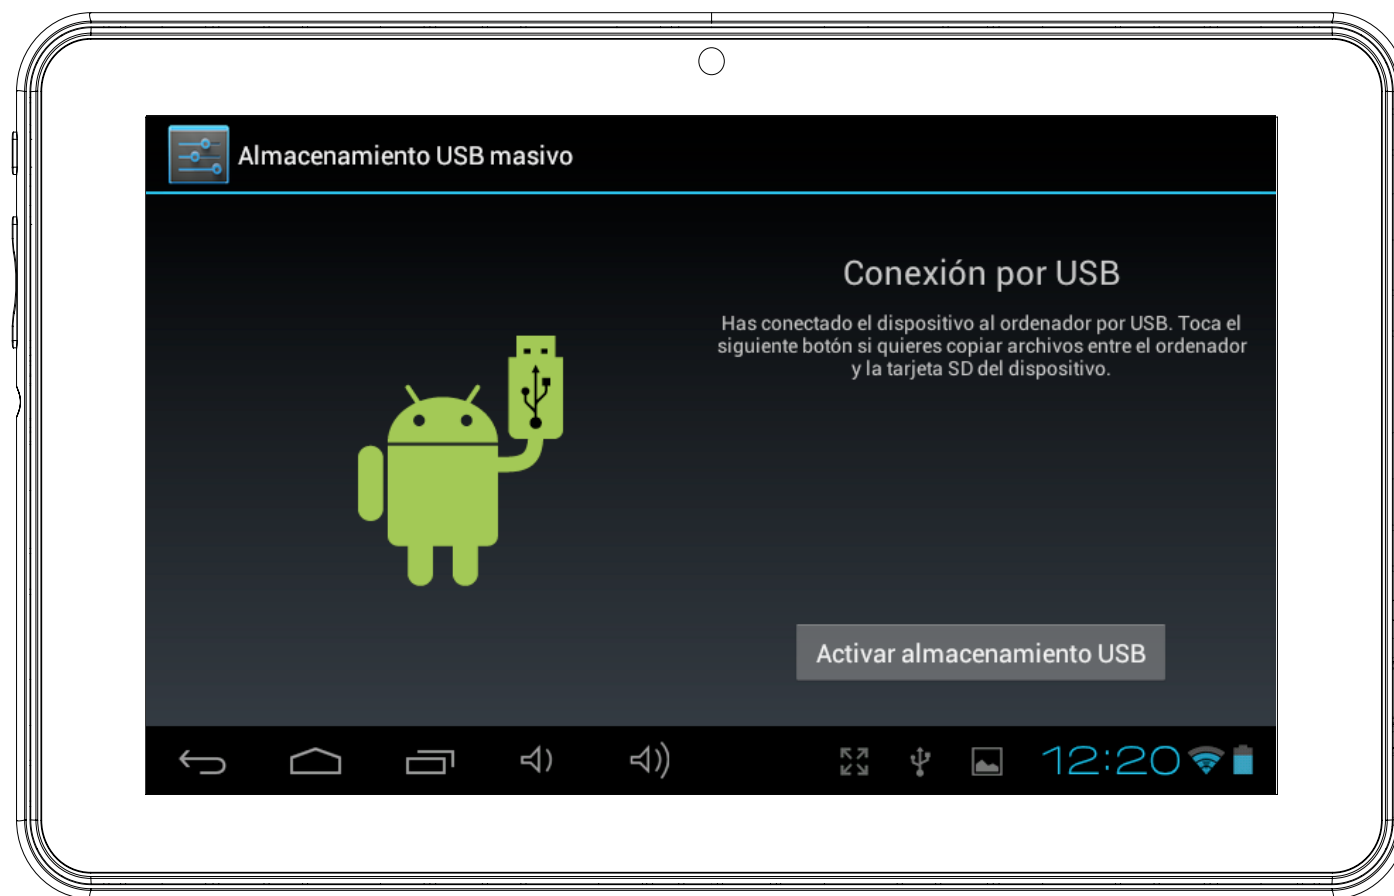 Almacenamiento USB masivo
Conexión por USB
Has conectado el dispositivo al ordenador por USB. Toca el
siguiente botón si quieres copiar archivos entre el ordenador
y la tarjeta SD del dispositivo.
Activar almacenamiento USB
12:20